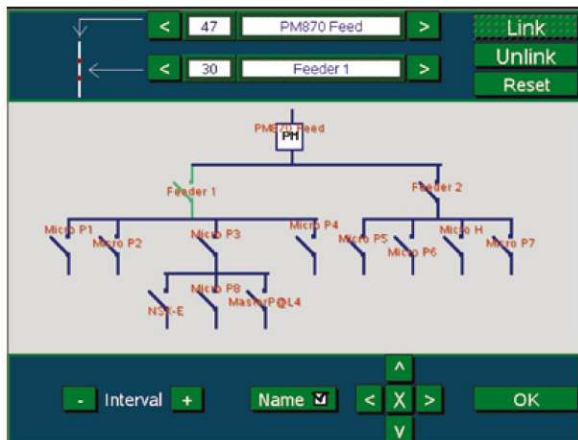 < 47 PM870 Feed > Link
Unlink
< 30 Feeder 1 > Reset
PM870 Feed
PM
Feeder 1 Feeder 2
Micro P1 Micro P2 Micro P3 Micro P4 Micro P5 Micro P6 Micro H Micro P7
NSX-E Micro P8 MasterP@L4
^
- Interval + Name < X > OK
v